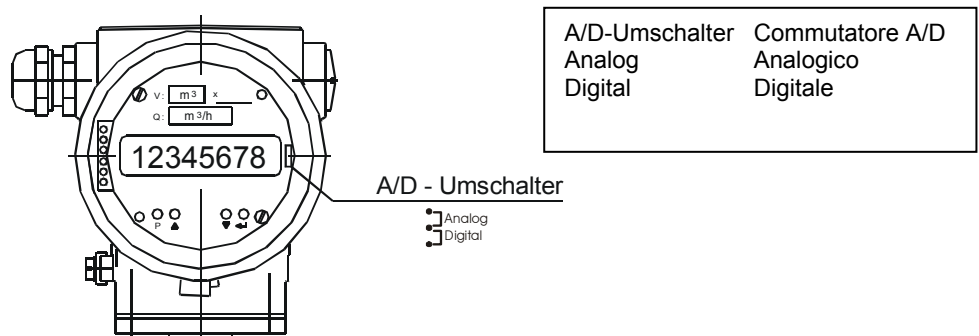 V: m³ x
Q: m³/h
12345678
P
A/D - Umschalter
Analog
Digital
A/D-Umschalter Commutatore A/D
Analog Analogico
Digital Digitale